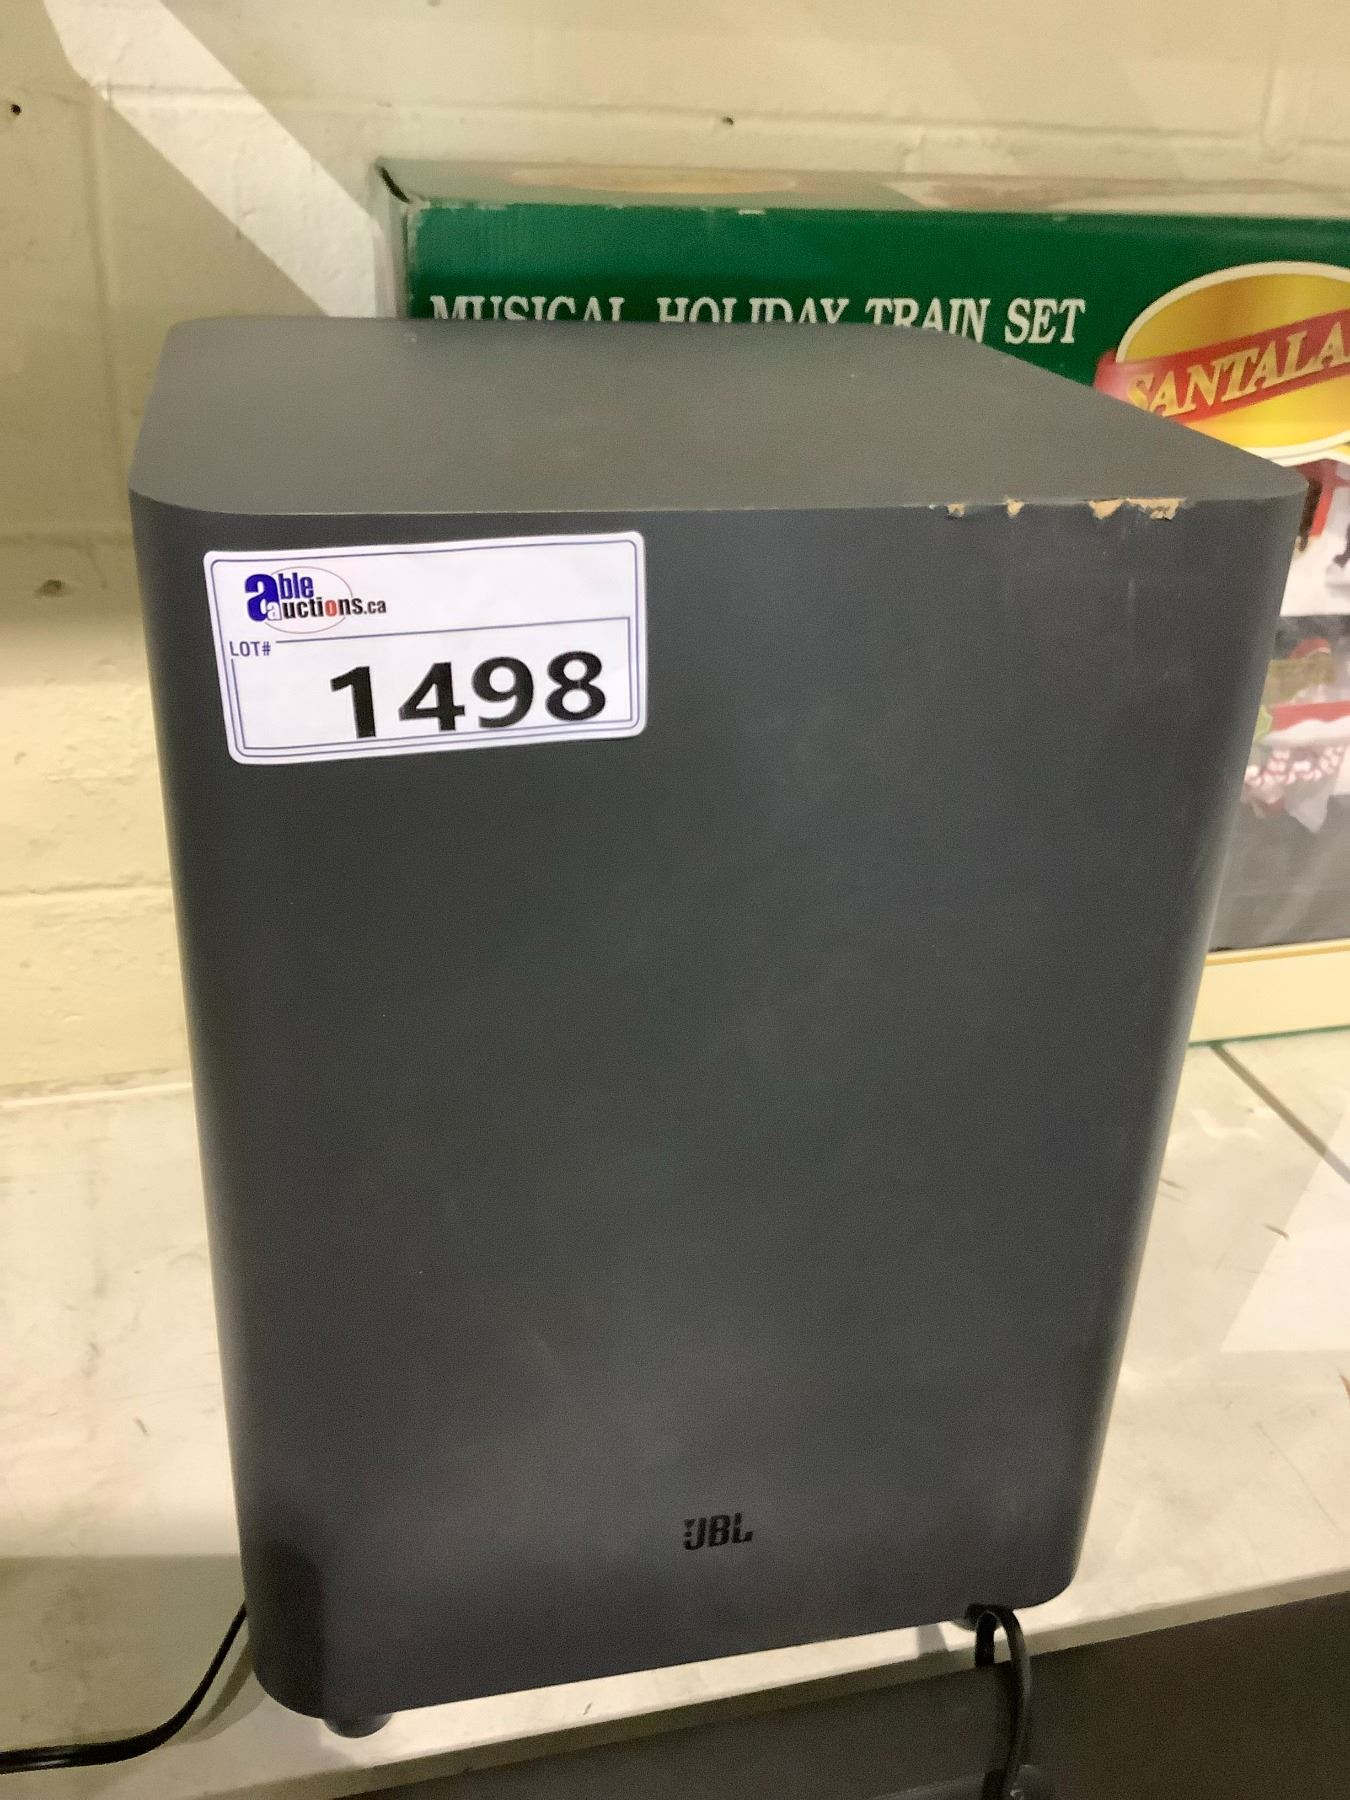 MUSICAL HOLIDAY TRAIN SET
able
auctions.ca
LOT#
1498
JBL